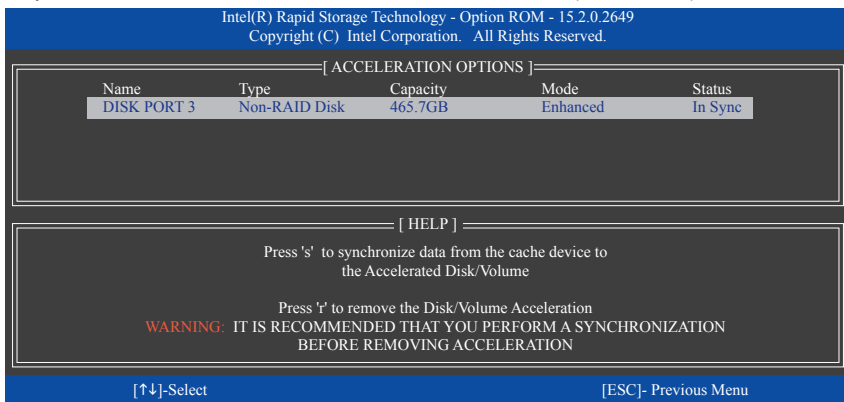 Intel(R) Rapid Storage Technology - Option ROM - 15.2.0.2649
Copyright (C) Intel Corporation. All Rights Reserved.
[ ACCELERATION OPTIONS ]
Name Type Capacity Mode Status
DISK PORT 3 Non-RAID Disk 465.7GB Enhanced In Sync
[ HELP ]
Press 's' to synchronize data from the cache device to
the Accelerated Disk/Volume
Press 'r' to remove the Disk/Volume Acceleration
WARNING: IT IS RECOMMENDED THAT YOU PERFORM A SYNCHRONIZATION
BEFORE REMOVING ACCELERATION
[↑↓]-Select [ESC]- Previous Menu